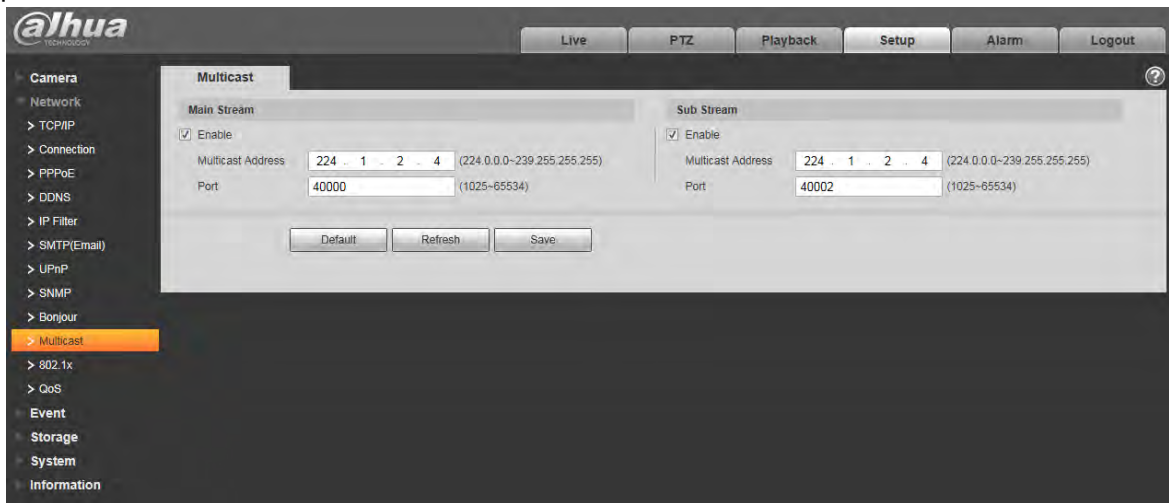 alhua
TECHNOLOGY
Live PTZ Playback Setup Alarm Logout
Camera
Network
> TCP/IP
> Connection
> PPPoE
> DDNS
> IP Filter
> SMTP(Email)
> UPnP
> SNMP
> Bonjour
> Multicast
> 802.1x
> QoS
Event
Storage
System
Information
Multicast
?
Main Stream
Enable
Multicast Address 224 . 1 . 2 . 4 (224.0.0.0~239.255.255.255)
Port 40000 (1025~65534)
Sub Stream
Enable
Multicast Address 224 . 1 . 2 . 4 (224.0.0.0~239.255.255.255)
Port 40002 (1025~65534)
Default Refresh Save